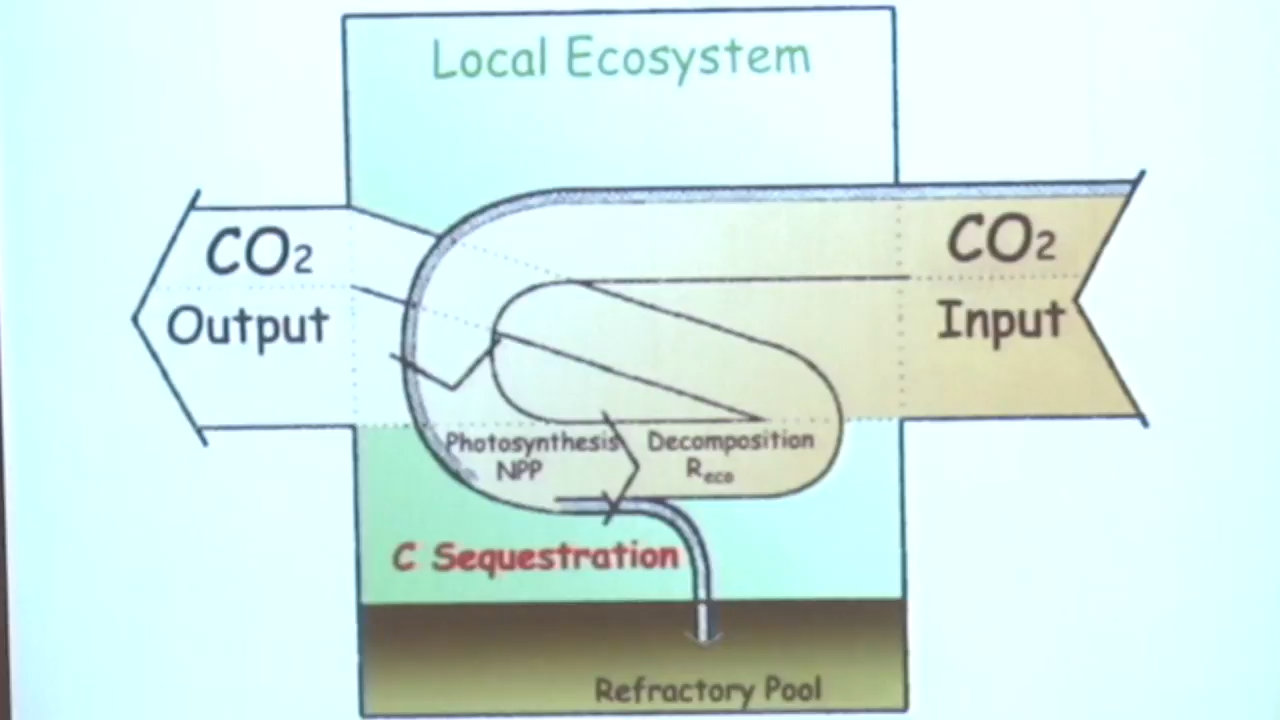 Local Ecosystem
CO2
Output
CO2
Input
Photosynthesis
NPP
Decomposition
Reco
C Sequestration
Refractory Pool